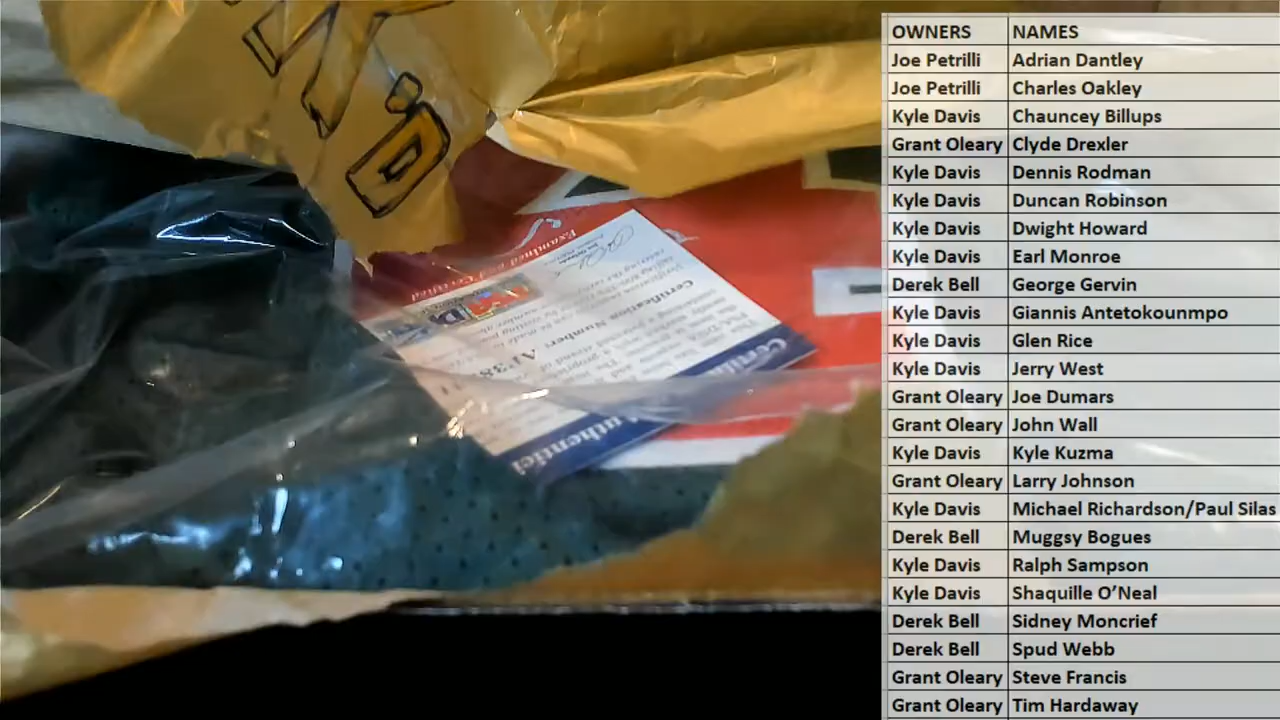 OWNERS NAMES
Joe Petrilli Adrian Dantley
Joe Petrilli Charles Oakley
Kyle Davis Chauncey Billups
Grant Oleary Clyde Drexler
Kyle Davis Dennis Rodman
Kyle Davis Duncan Robinson
Kyle Davis Dwight Howard
Kyle Davis Earl Monroe
Derek Bell George Gervin
Kyle Davis Giannis Antetokounmpo
Kyle Davis Glen Rice
Kyle Davis Jerry West
Grant Oleary Joe Dumars
Grant Oleary John Wall
Kyle Davis Kyle Kuzma
Grant Oleary Larry Johnson
Kyle Davis Michael Richardson/Paul Silas
Derek Bell Muggsy Bogues
Kyle Davis Ralph Sampson
Kyle Davis Shaquille O’Neal
Derek Bell Sidney Moncrief
Derek Bell Spud Webb
Grant Oleary Steve Francis
Grant Oleary Tim Hardaway
Examined and Certified
Certification Number: